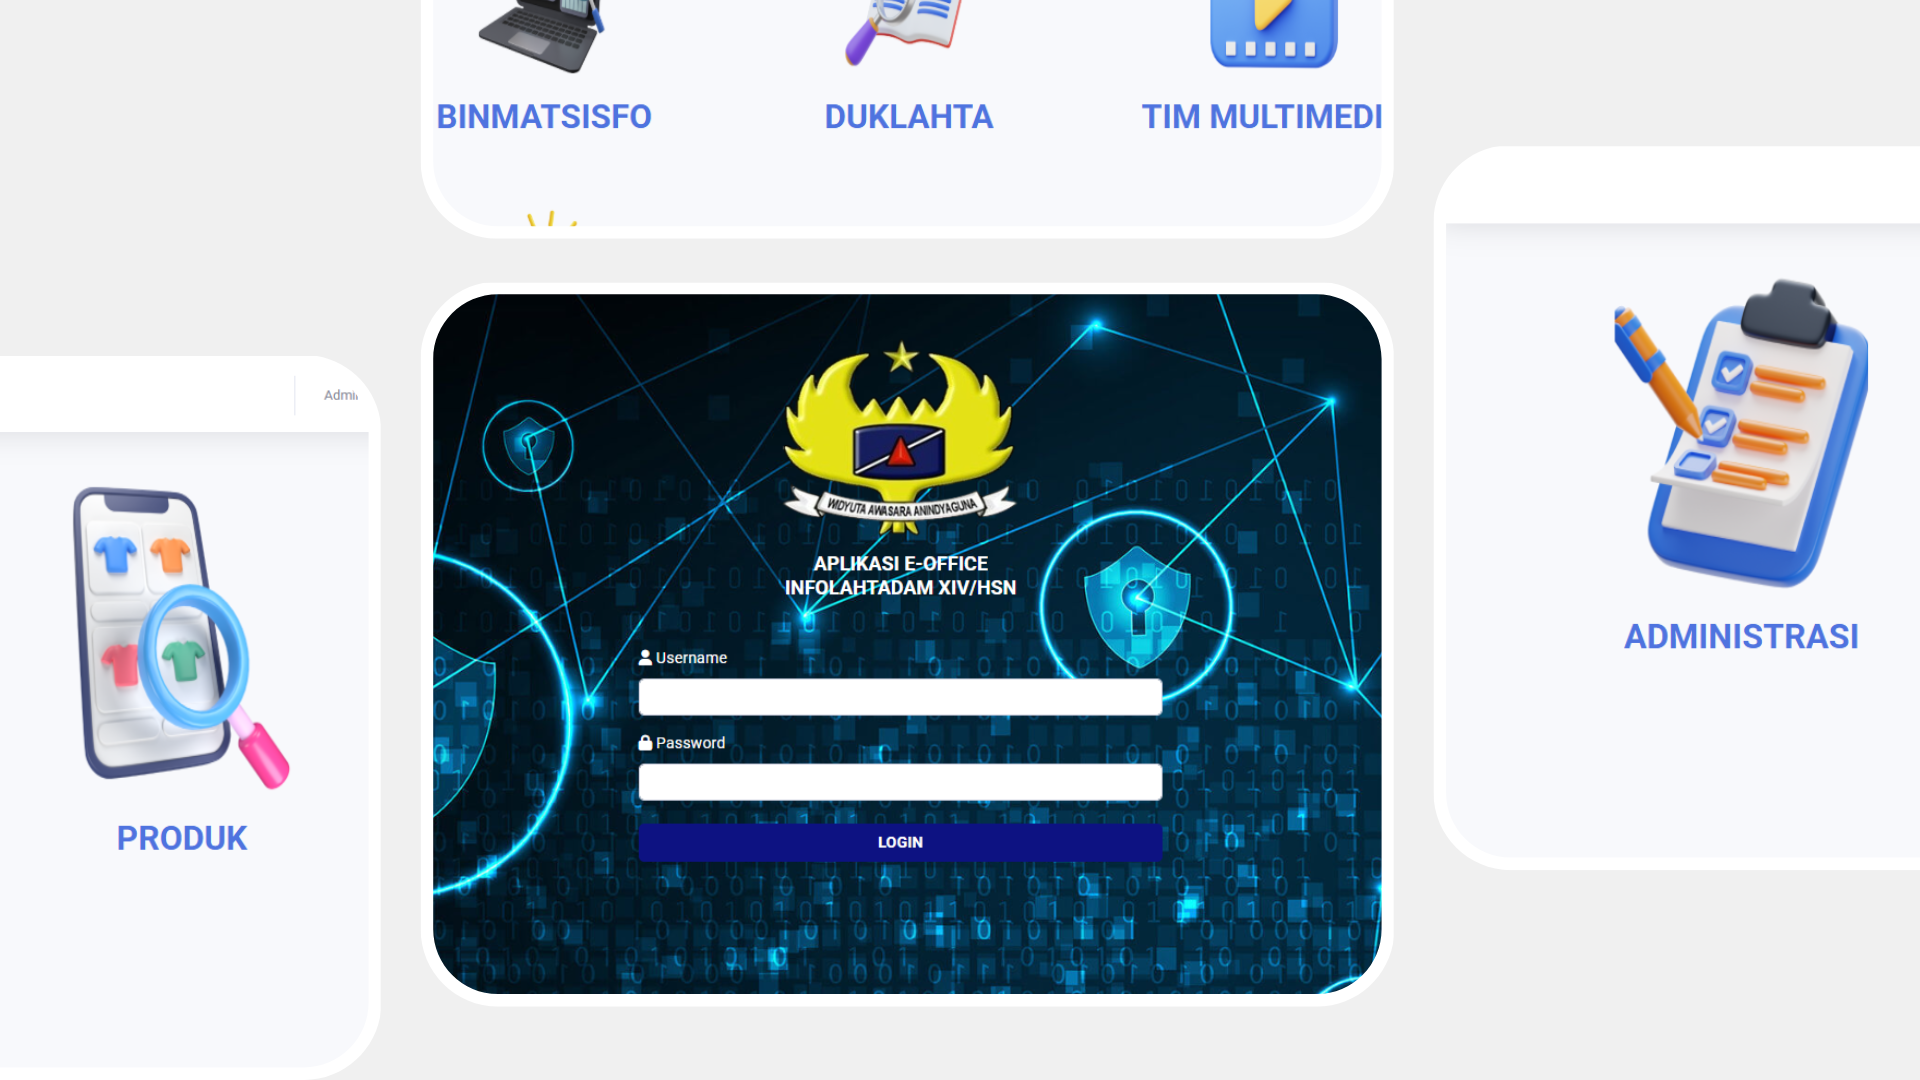 BINMATSISFO
DUKLAHTA
TIM MULTIMEDI
Admi
PRODUK
WIDYUTA AWASARA ANINDYAGUNA
APLIKASI E-OFFICE
INFOLAHTADAM XIV/HSN
Username
Password
LOGIN
ADMINISTRASI